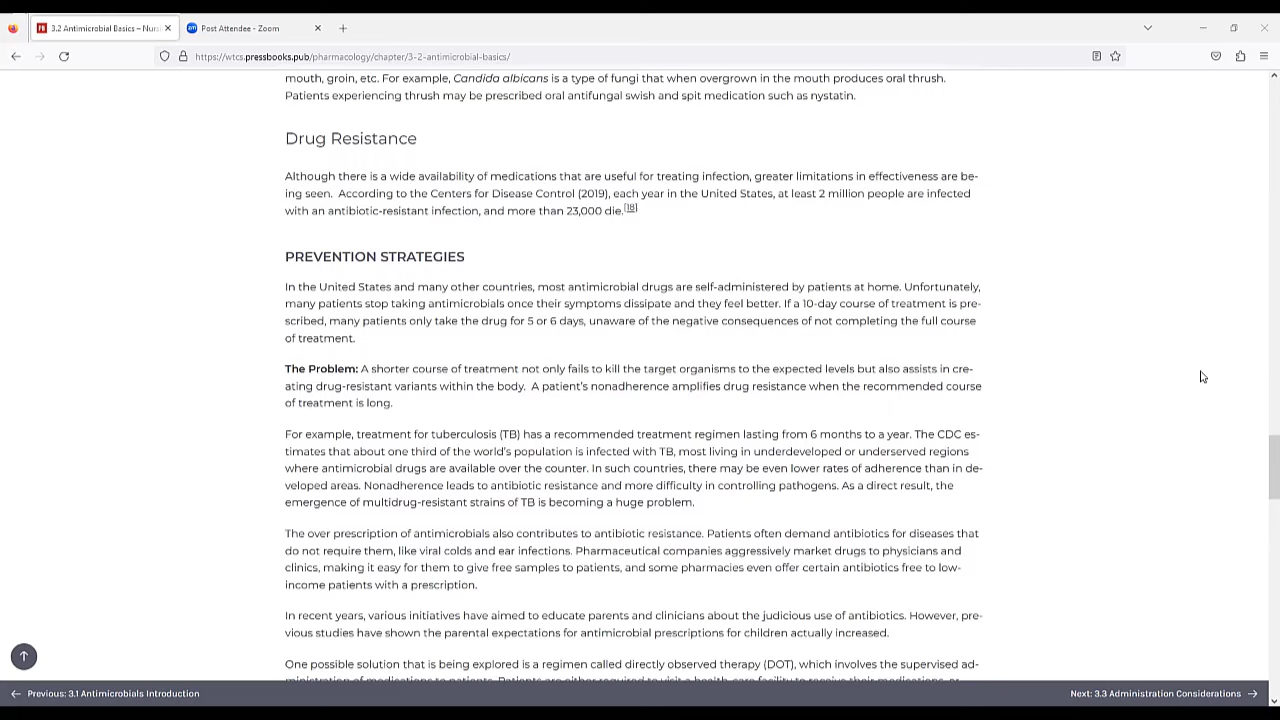 3.2 Antimicrobial Basics – Nursi
Post Attendee - Zoom
https://wtcs.pressbooks.pub/pharmacology/chapter/3-2-antimicrobial-basics/
mouth, groin, etc. For example, Candida albicans is a type of fungi that when overgrown in the mouth produces oral thrush.
Patients experiencing thrush may be prescribed oral antifungal swish and spit medication such as nystatin.
Drug Resistance
Although there is a wide availability of medications that are useful for treating infection, greater limitations in effectiveness are be-
ing seen. According to the Centers for Disease Control (2019), each year in the United States, at least 2 million people are infected
with an antibiotic-resistant infection, and more than 23,000 die.[18]
PREVENTION STRATEGIES
In the United States and many other countries, most antimicrobial drugs are self-administered by patients at home. Unfortunately,
many patients stop taking antimicrobials once their symptoms dissipate and they feel better. If a 10-day course of treatment is pre-
scribed, many patients only take the drug for 5 or 6 days, unaware of the negative consequences of not completing the full course
of treatment.
The Problem: A shorter course of treatment not only fails to kill the target organisms to the expected levels but also assists in cre-
ating drug-resistant variants within the body. A patient's nonadherence amplifies drug resistance when the recommended course
of treatment is long.
For example, treatment for tuberculosis (TB) has a recommended treatment regimen lasting from 6 months to a year. The CDC es-
timates that about one third of the world's population is infected with TB, most living in underdeveloped or underserved regions
where antimicrobial drugs are available over the counter. In such countries, there may be even lower rates of adherence than in de-
veloped areas. Nonadherence leads to antibiotic resistance and more difficulty in controlling pathogens. As a direct result, the
emergence of multidrug-resistant strains of TB is becoming a huge problem.
The over prescription of antimicrobials also contributes to antibiotic resistance. Patients often demand antibiotics for diseases that
do not require them, like viral colds and ear infections. Pharmaceutical companies aggressively market drugs to physicians and
clinics, making it easy for them to give free samples to patients, and some pharmacies even offer certain antibiotics free to low-
income patients with a prescription.
In recent years, various initiatives have aimed to educate parents and clinicians about the judicious use of antibiotics. However, pre-
vious studies have shown the parental expectations for antimicrobial prescriptions for children actually increased.
One possible solution that is being explored is a regimen called directly observed therapy (DOT), which involves the supervised ad-
ministration of medications to patients. Patients are either required to visit a health-care facility to receive their medications, or
Previous: 3.1 Antimicrobials Introduction
Next: 3.3 Administration Considerations